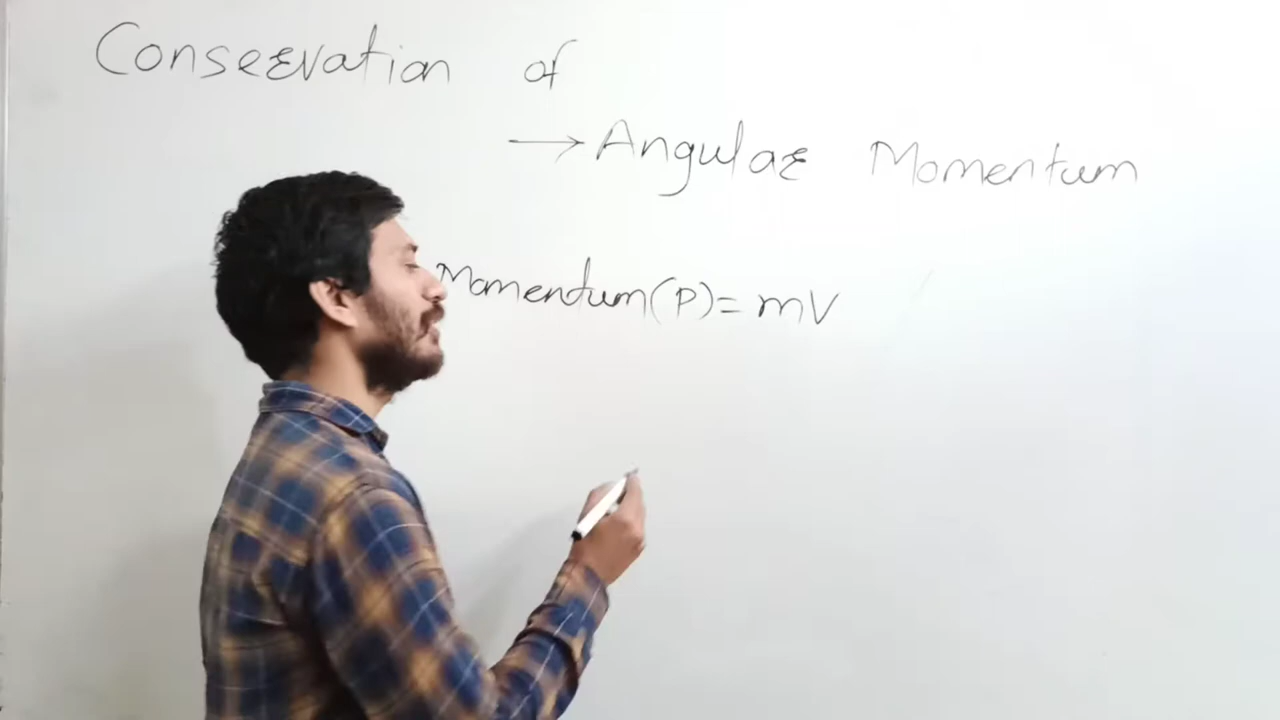 Conservation of
→ Angular Momentum
Momentum(P)= mV